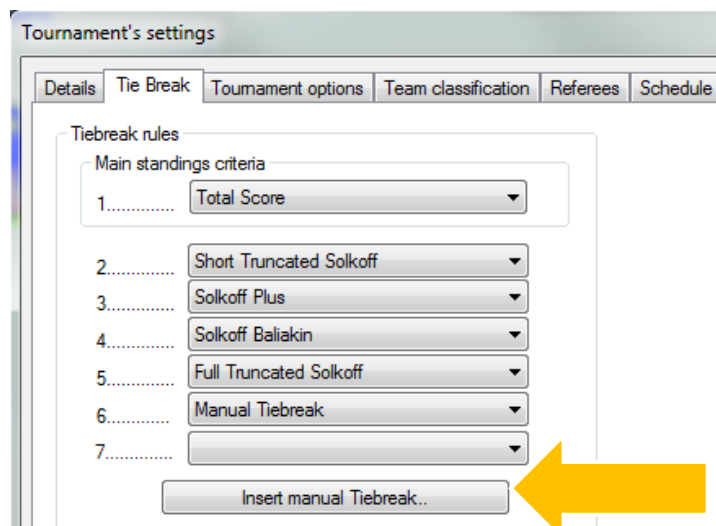 Tournament's settings
Details Tie Break Tournament options Team classification Referees Schedule
Tiebreak rules
Main standings criteria
1............. Total Score
2............. Short Truncated Solkoff
3............. Solkoff Plus
4............. Solkoff Baliakin
5............. Full Truncated Solkoff
6............. Manual Tiebreak
7.............
Insert manual Tiebreak..